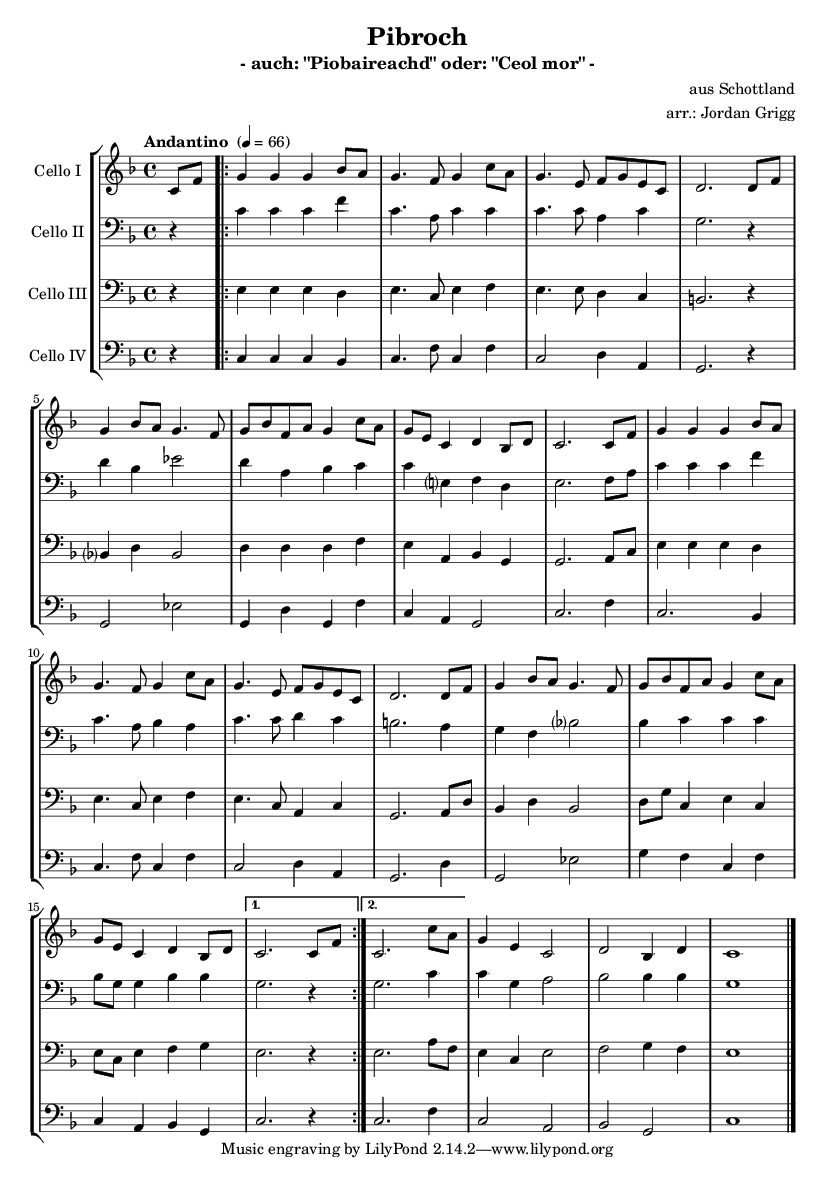 Pibroch
- auch: "Piobaireachd" oder: "Ceol mor" -
aus Schottland
arr.: Jordan Grigg
Andantino (♩ = 66)
Cello I
Cello II
Cello III
Cello IV
5
10
15
1.
2.
Music engraving by LilyPond 2.14.2—www.lilypond.org